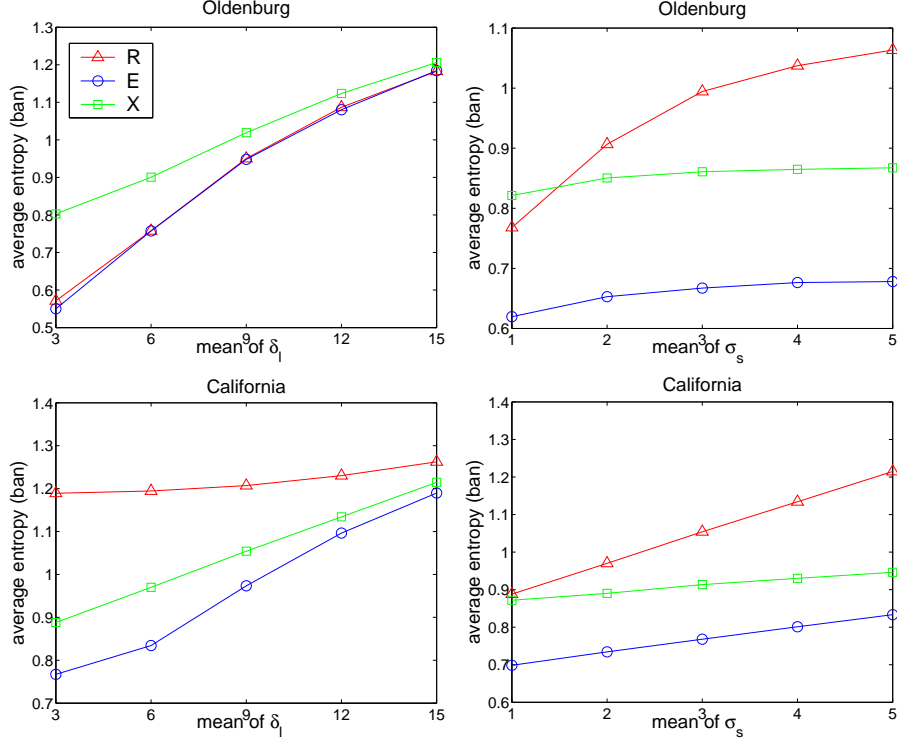 Oldenburg
1.3
1.2
1.1
1
0.9
0.8
0.7
0.6
0.5
average entropy (ban)
R
E
X
3 6 9 12 15
mean of δl
Oldenburg
1.1
1
0.9
0.8
0.7
0.6
average entropy (ban)
1 2 3 4 5
mean of σs
California
1.4
1.3
1.2
1.1
1
0.9
0.8
0.7
average entropy (ban)
3 6 9 12 15
mean of δl
California
1.4
1.3
1.2
1.1
1
0.9
0.8
0.7
0.6
average entropy (ban)
1 2 3 4 5
mean of σs